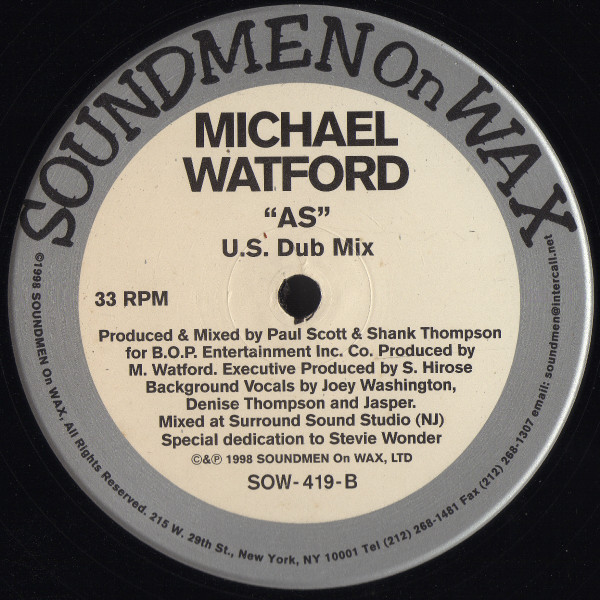 SOUNDMEN On WAX
MICHAEL
WATFORD
“AS”
U.S. Dub Mix
33 RPM
Produced & Mixed by Paul Scott & Shank Thompson
for B.O.P. Entertainment Inc. Co. Produced by
M. Watford. Executive Produced by S. Hirose
Background Vocals by Joey Washington,
Denise Thompson and Jasper.
Mixed at Surround Sound Studio (NJ)
Special dedication to Stevie Wonder
©&℗ 1998 SOUNDMEN On WAX, LTD
SOW-419-B
©1998 SOUNDMEN On WAX, All Rights Reserved. 215 W. 29th St., New York, NY 10001 Tel (212) 268-1481 Fax (212) 268-1307 email: soundmen@intercall.net